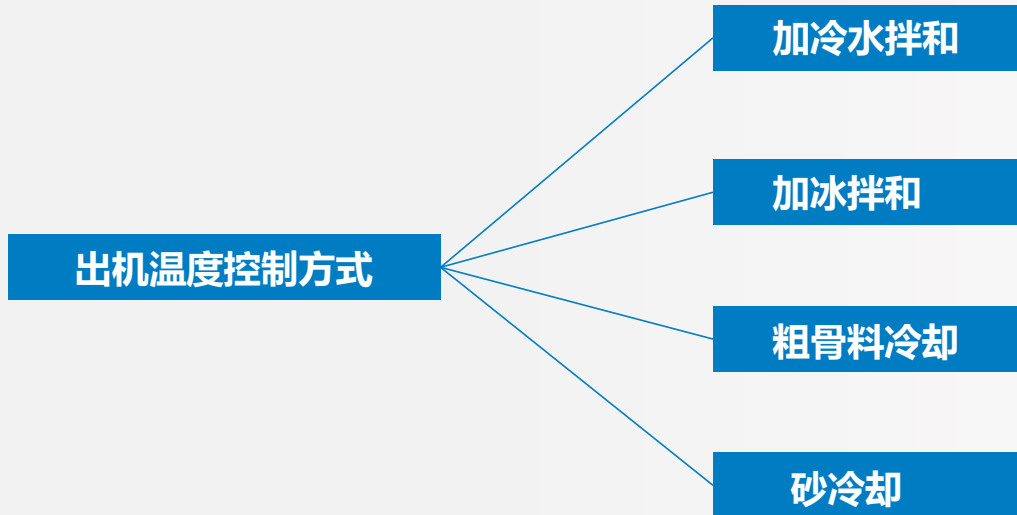 加冷水拌和
加冰拌和
出机温度控制方式
粗骨料冷却
砂冷却